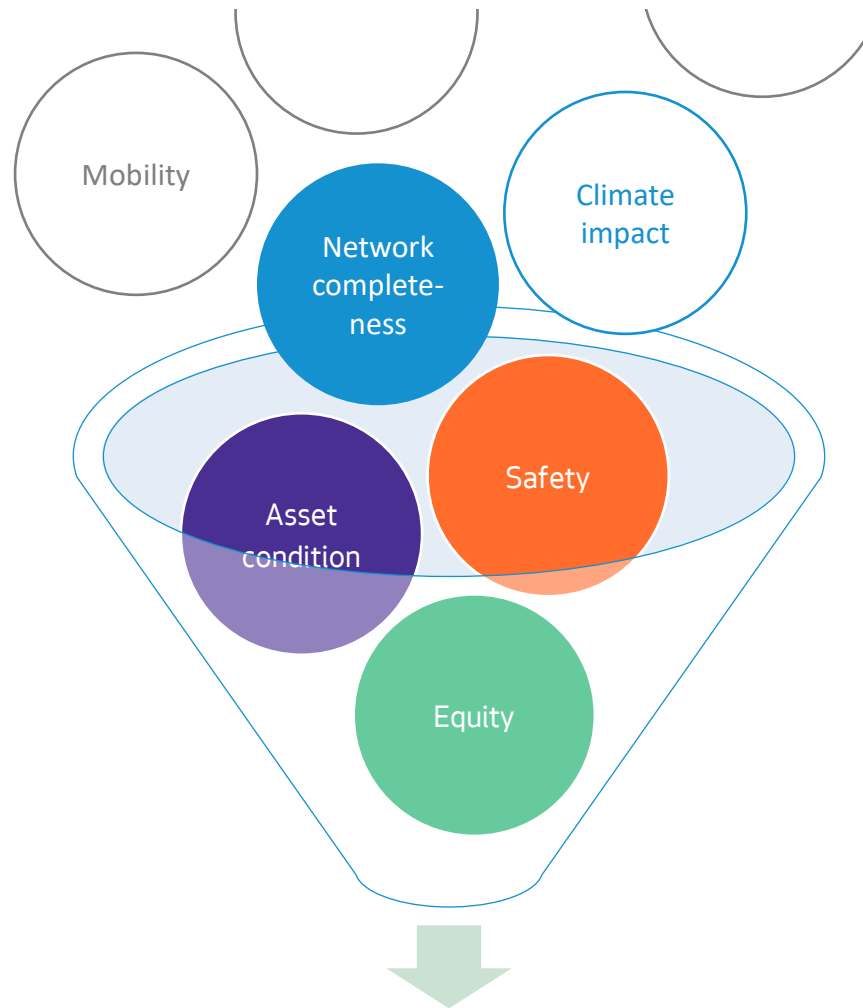 Mobility
Climate
impact
Network
complete-
ness
Safety
Asset
condition
Equity